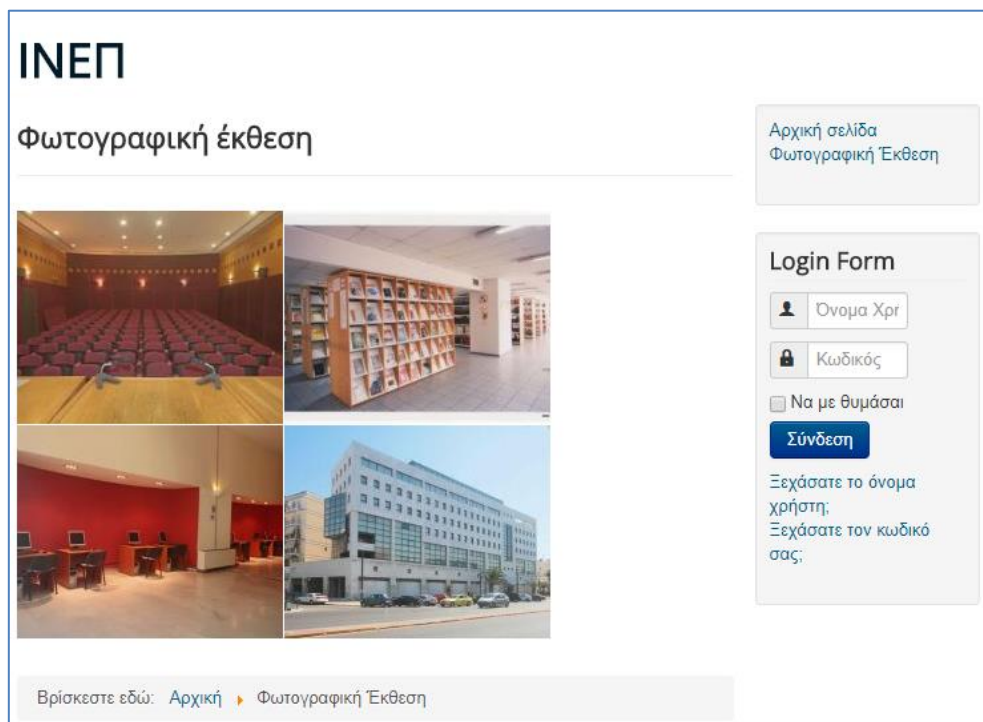 ΙΝΕΠ
Φωτογραφική έκθεση
Αρχική σελίδα
Φωτογραφική Έκθεση
Login Form
Όνομα Χρή
Κωδικός
Να με θυμάσαι
Σύνδεση
Ξεχάσατε το όνομα
χρήστη;
Ξεχάσατε τον κωδικό
σας;
Βρίσκεστε εδώ: Αρχική Φωτογραφική Έκθεση